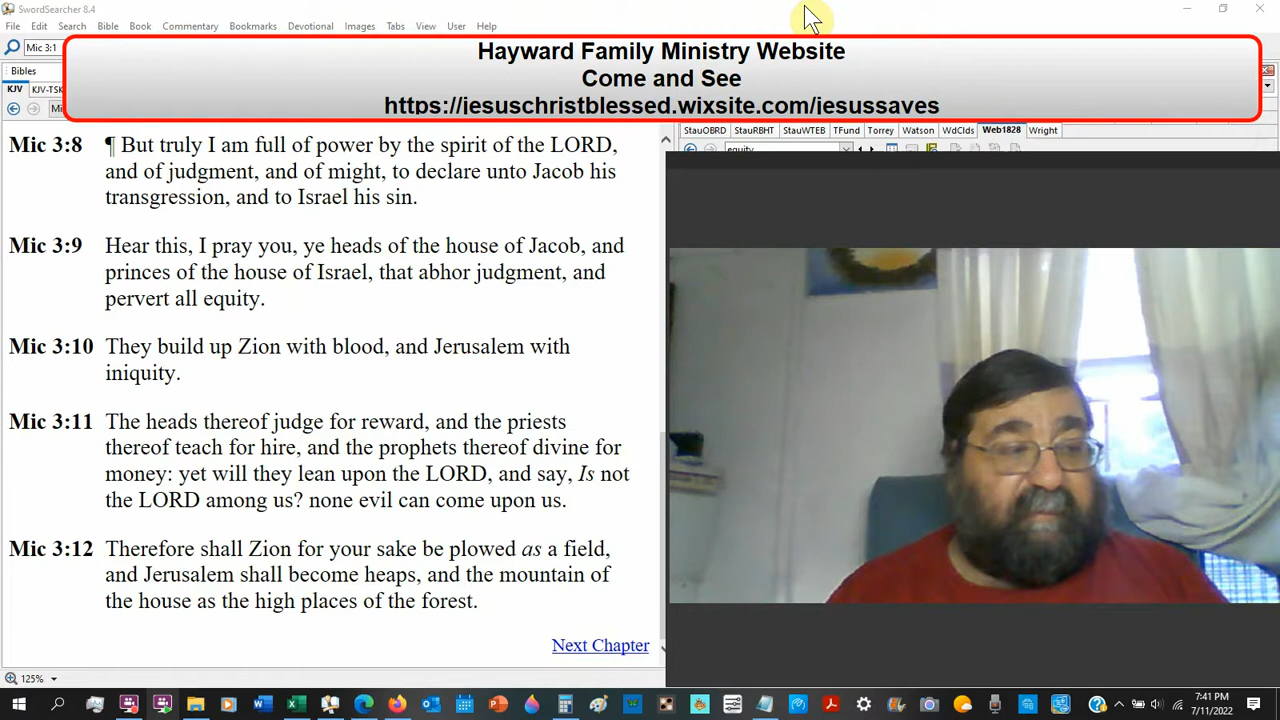 SwordSearcher 8.4
File Edit Search Bible Book Commentary Bookmarks Devotional Images Tabs View User Help
Mic 3:1
Hayward Family Ministry Website
Come and See
https://jesuschristblessed.wixsite.com/jesussaves
Bibles
KJV KJV-TSK
StauOBRD StauRBHT StauWTEB TFund Torrey Watson WdClds Web1828 Wright
equity
Mic 3:8 ¶ But truly I am full of power by the spirit of the LORD,
and of judgment, and of might, to declare unto Jacob his
transgression, and to Israel his sin.
Mic 3:9 Hear this, I pray you, ye heads of the house of Jacob, and
princes of the house of Israel, that abhor judgment, and
pervert all equity.
Mic 3:10 They build up Zion with blood, and Jerusalem with
iniquity.
Mic 3:11 The heads thereof judge for reward, and the priests
thereof teach for hire, and the prophets thereof divine for
money: yet will they lean upon the LORD, and say, Is not
the LORD among us? none evil can come upon us.
Mic 3:12 Therefore shall Zion for your sake be plowed as a field,
and Jerusalem shall become heaps, and the mountain of
the house as the high places of the forest.
Next Chapter
125%
7:41 PM
7/11/2022